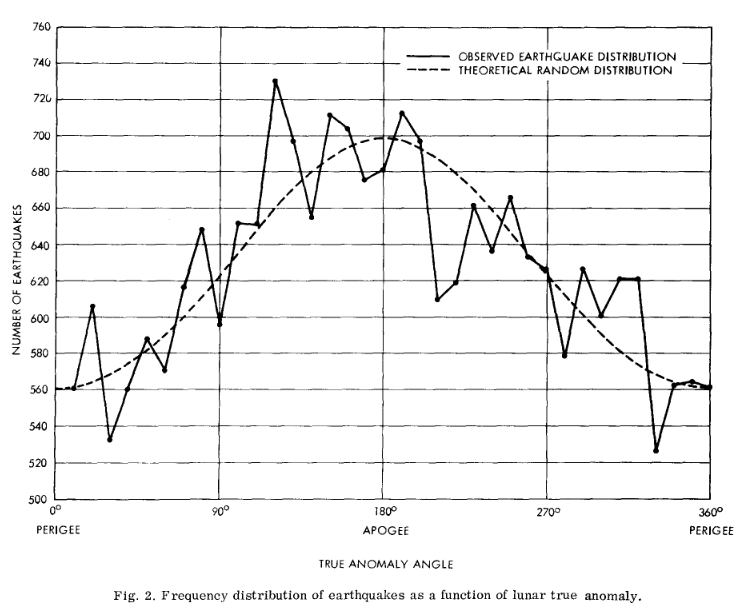 760
740
720
700
680
660
640
620
600
580
560
540
520
500
NUMBER OF EARTHQUAKES
OBSERVED EARTHQUAKE DISTRIBUTION
THEORETICAL RANDOM DISTRIBUTION
0° 90° 180° 270° 360°
PERIGEE APOGEE PERIGEE
TRUE ANOMALY ANGLE
Fig. 2. Frequency distribution of earthquakes as a function of lunar true anomaly.